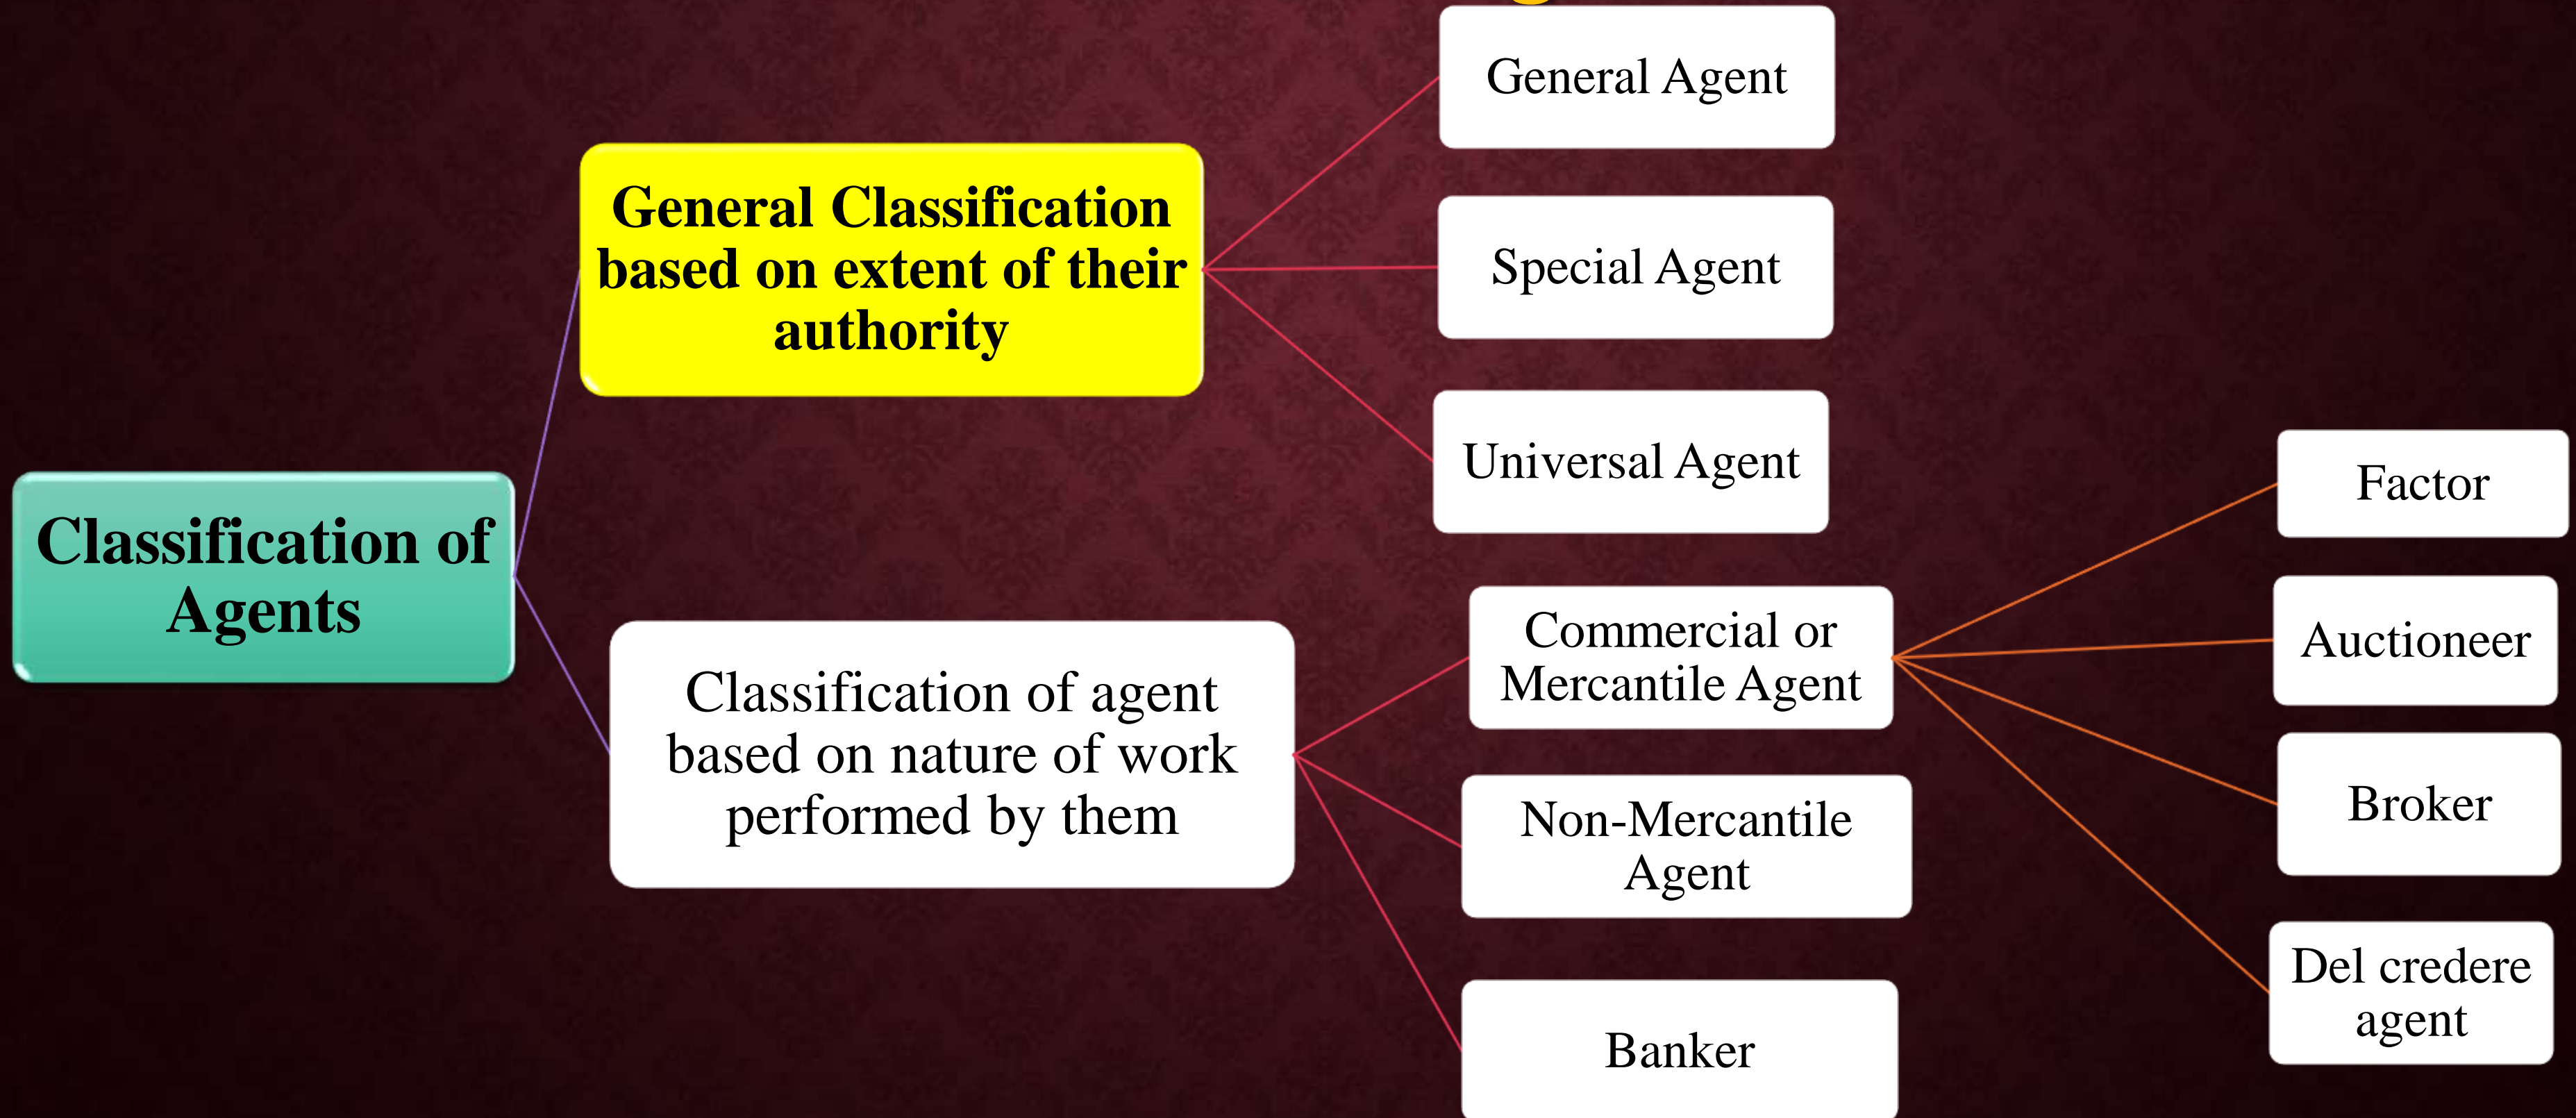 Classification of
Agents
General Classification
based on extent of their
authority
General Agent
Special Agent
Universal Agent
Classification of agent
based on nature of work
performed by them
Commercial or
Mercantile Agent
Factor
Auctioneer
Broker
Del credere
agent
Non-Mercantile
Agent
Banker